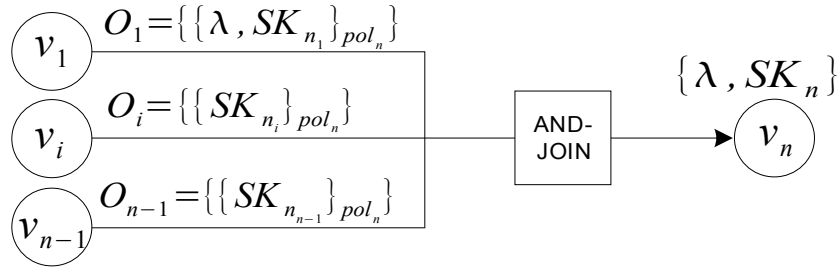 v₁ O₁={{λ, SKₙ₁}ₚₒₗₙ}
{λ, SKₙ}
vᵢ Oᵢ={{SKₙᵢ}ₚₒₗₙ}
AND-
JOIN
vₙ
vₙ₋₁ Oₙ₋₁={{SKₙₙ₋₁}ₚₒₗₙ}